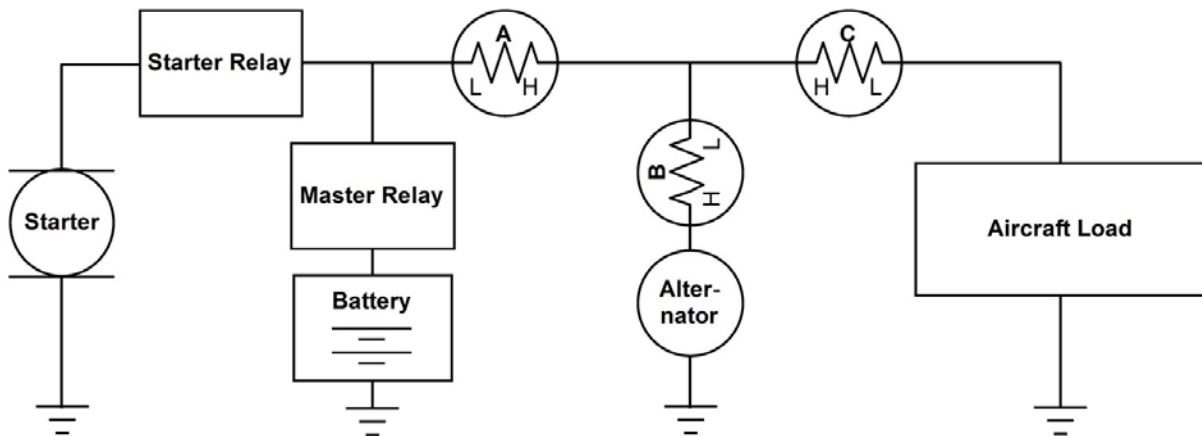 A
C
Starter Relay
L
H
H
L
Master Relay
B
L
H
Starter
Aircraft Load
Battery
Alter-
nator